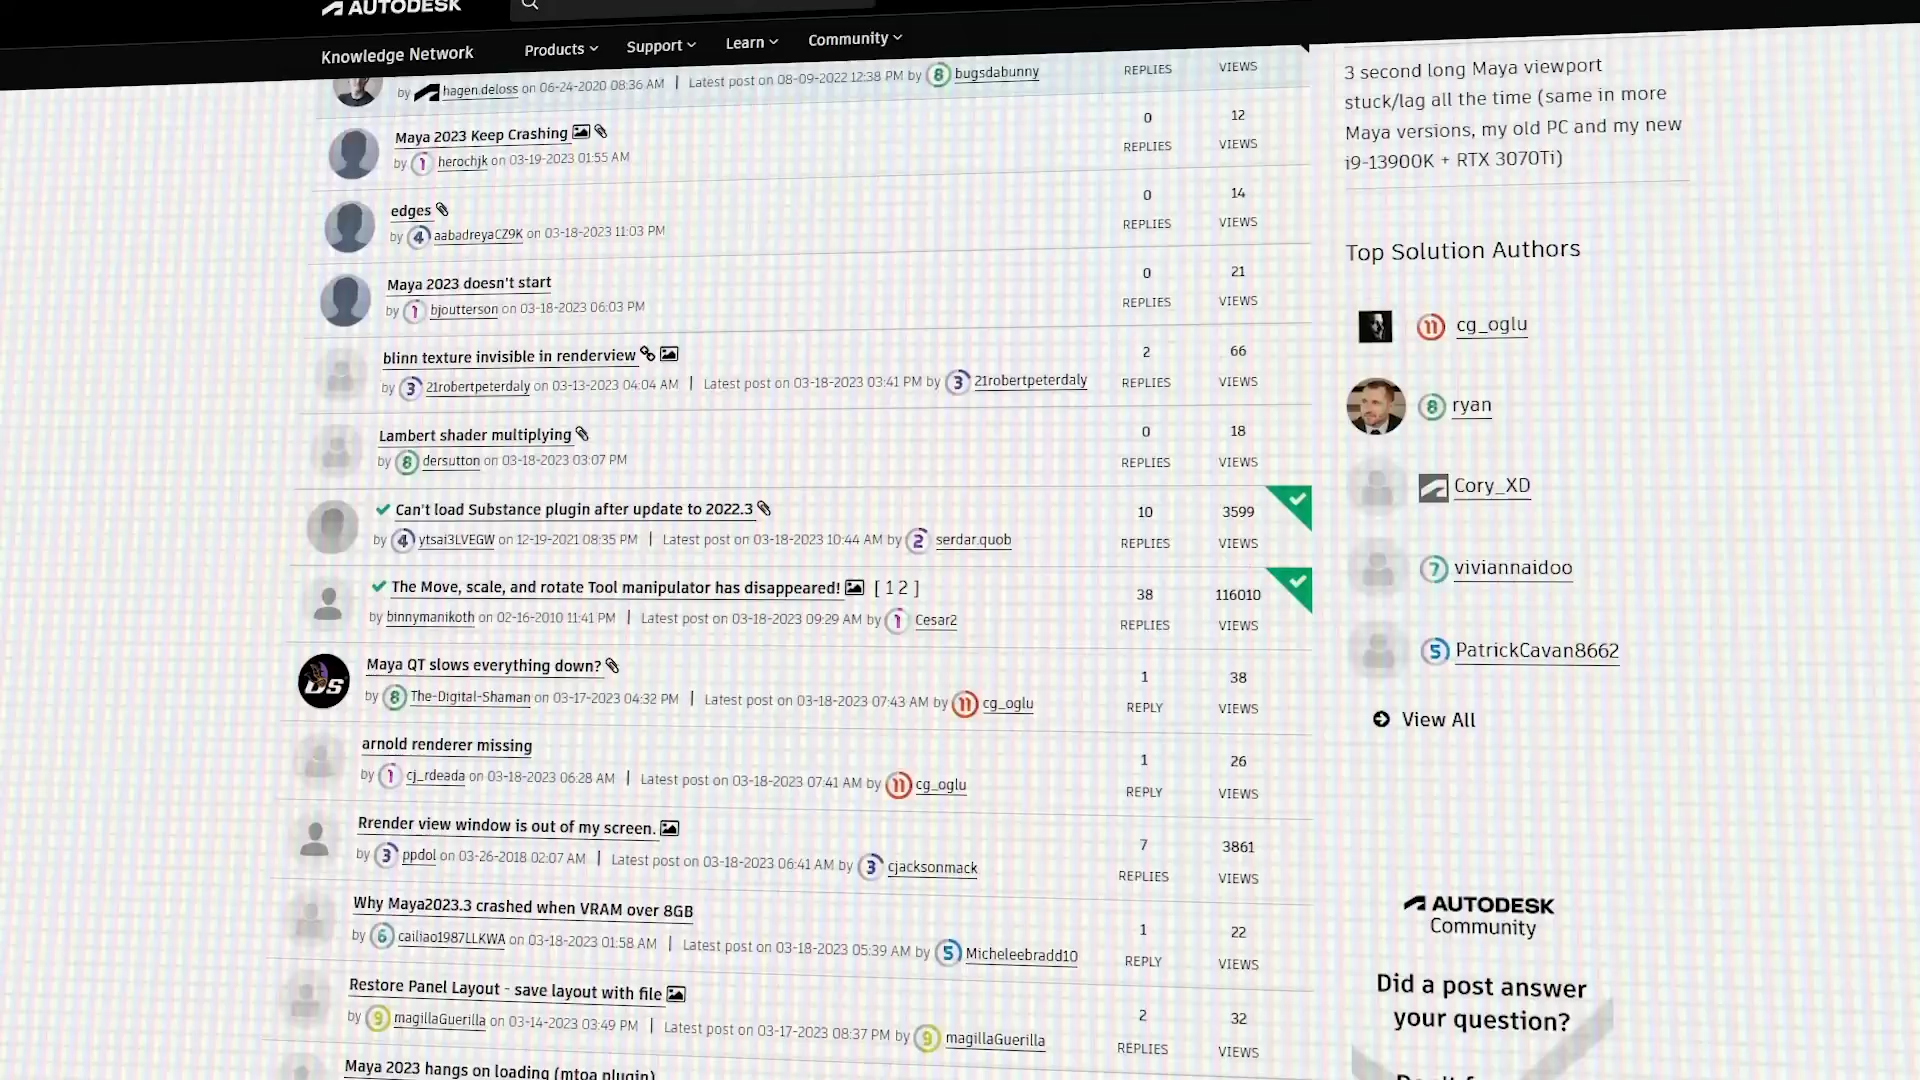 AUTODESK
Knowledge Network
Products
Support
Learn
Community
by hagen.deloss on 06-24-2020 08:36 AM | Latest post on 08-09-2022 12:38 PM by 8 bugsdabunny
REPLIES
VIEWS
Maya 2023 Keep Crashing
by 1 herochjk on 03-19-2023 01:55 AM
0
REPLIES
12
VIEWS
edges
by 4 aabadreyaCZ9K on 03-18-2023 11:03 PM
0
REPLIES
14
VIEWS
Maya 2023 doesn't start
by 1 bjoutterson on 03-18-2023 06:03 PM
0
REPLIES
21
VIEWS
blinn texture invisible in renderview
by 3 21robertpeterdaly on 03-13-2023 04:04 AM | Latest post on 03-18-2023 03:41 PM by 3 21robertpeterdaly
2
REPLIES
66
VIEWS
Lambert shader multiplying
by 8 dersutton on 03-18-2023 03:07 PM
0
REPLIES
18
VIEWS
Can't load Substance plugin after update to 2022.3
by 4 ytsai3LVEGW on 12-19-2021 08:35 PM | Latest post on 03-18-2023 10:44 AM by 2 serdar.quob
10
REPLIES
3599
VIEWS
The Move, scale, and rotate Tool manipulator has disappeared! [ 1 2 ]
by binnymanikoth on 02-16-2010 11:41 PM | Latest post on 03-18-2023 09:29 AM by 1 Cesar2
38
REPLIES
116010
VIEWS
DS
Maya QT slows everything down?
by 8 The-Digital-Shaman on 03-17-2023 04:32 PM | Latest post on 03-18-2023 07:43 AM by 11 cg_oglu
1
REPLY
38
VIEWS
arnold renderer missing
by 1 cj_rdeada on 03-18-2023 06:28 AM | Latest post on 03-18-2023 07:41 AM by 11 cg_oglu
1
REPLY
26
VIEWS
Rrender view window is out of my screen.
by 3 ppdol on 03-26-2018 02:07 AM | Latest post on 03-18-2023 06:41 AM by 3 cjacksonmack
7
REPLIES
3861
VIEWS
Why Maya2023.3 crashed when VRAM over 8GB
by 6 cailiao1987LLKWA on 03-18-2023 01:58 AM | Latest post on 03-18-2023 05:39 AM by 5 Micheleebradd10
1
REPLY
22
VIEWS
Restore Panel Layout - save layout with file
by 9 magillaGuerilla on 03-14-2023 03:49 PM | Latest post on 03-17-2023 08:37 PM by 9 magillaGuerilla
2
REPLIES
32
VIEWS
Maya 2023 hangs on loading (mtoa plugin)
3 second long Maya viewport
stuck/lag all the time (same in more
Maya versions, my old PC and my new
i9-13900K + RTX 3070Ti)
Top Solution Authors
11 cg_oglu
8 ryan
Cory_XD
7 viviannaidoo
5 PatrickCavan8662
View All
AUTODESK
Community
Did a post answer
your question?